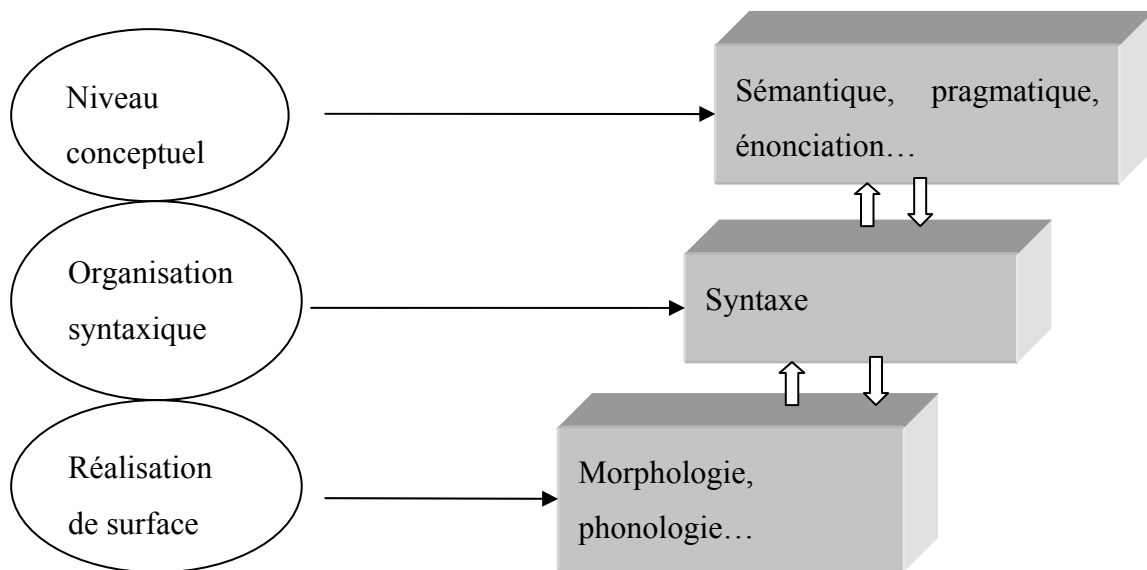 Niveau
conceptuel
Sémantique, pragmatique,
énonciation…
Organisation
syntaxique
Syntaxe
Réalisation
de surface
Morphologie,
phonologie…